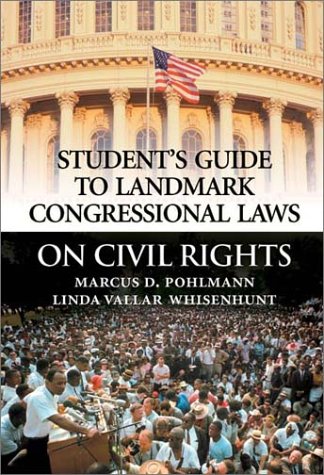 STUDENT'S GUIDE
TO LANDMARK
CONGRESSIONAL LAWS
ON CIVIL RIGHTS
MARCUS D. POHLMANN
LINDA VALLAR WHISENHUNT